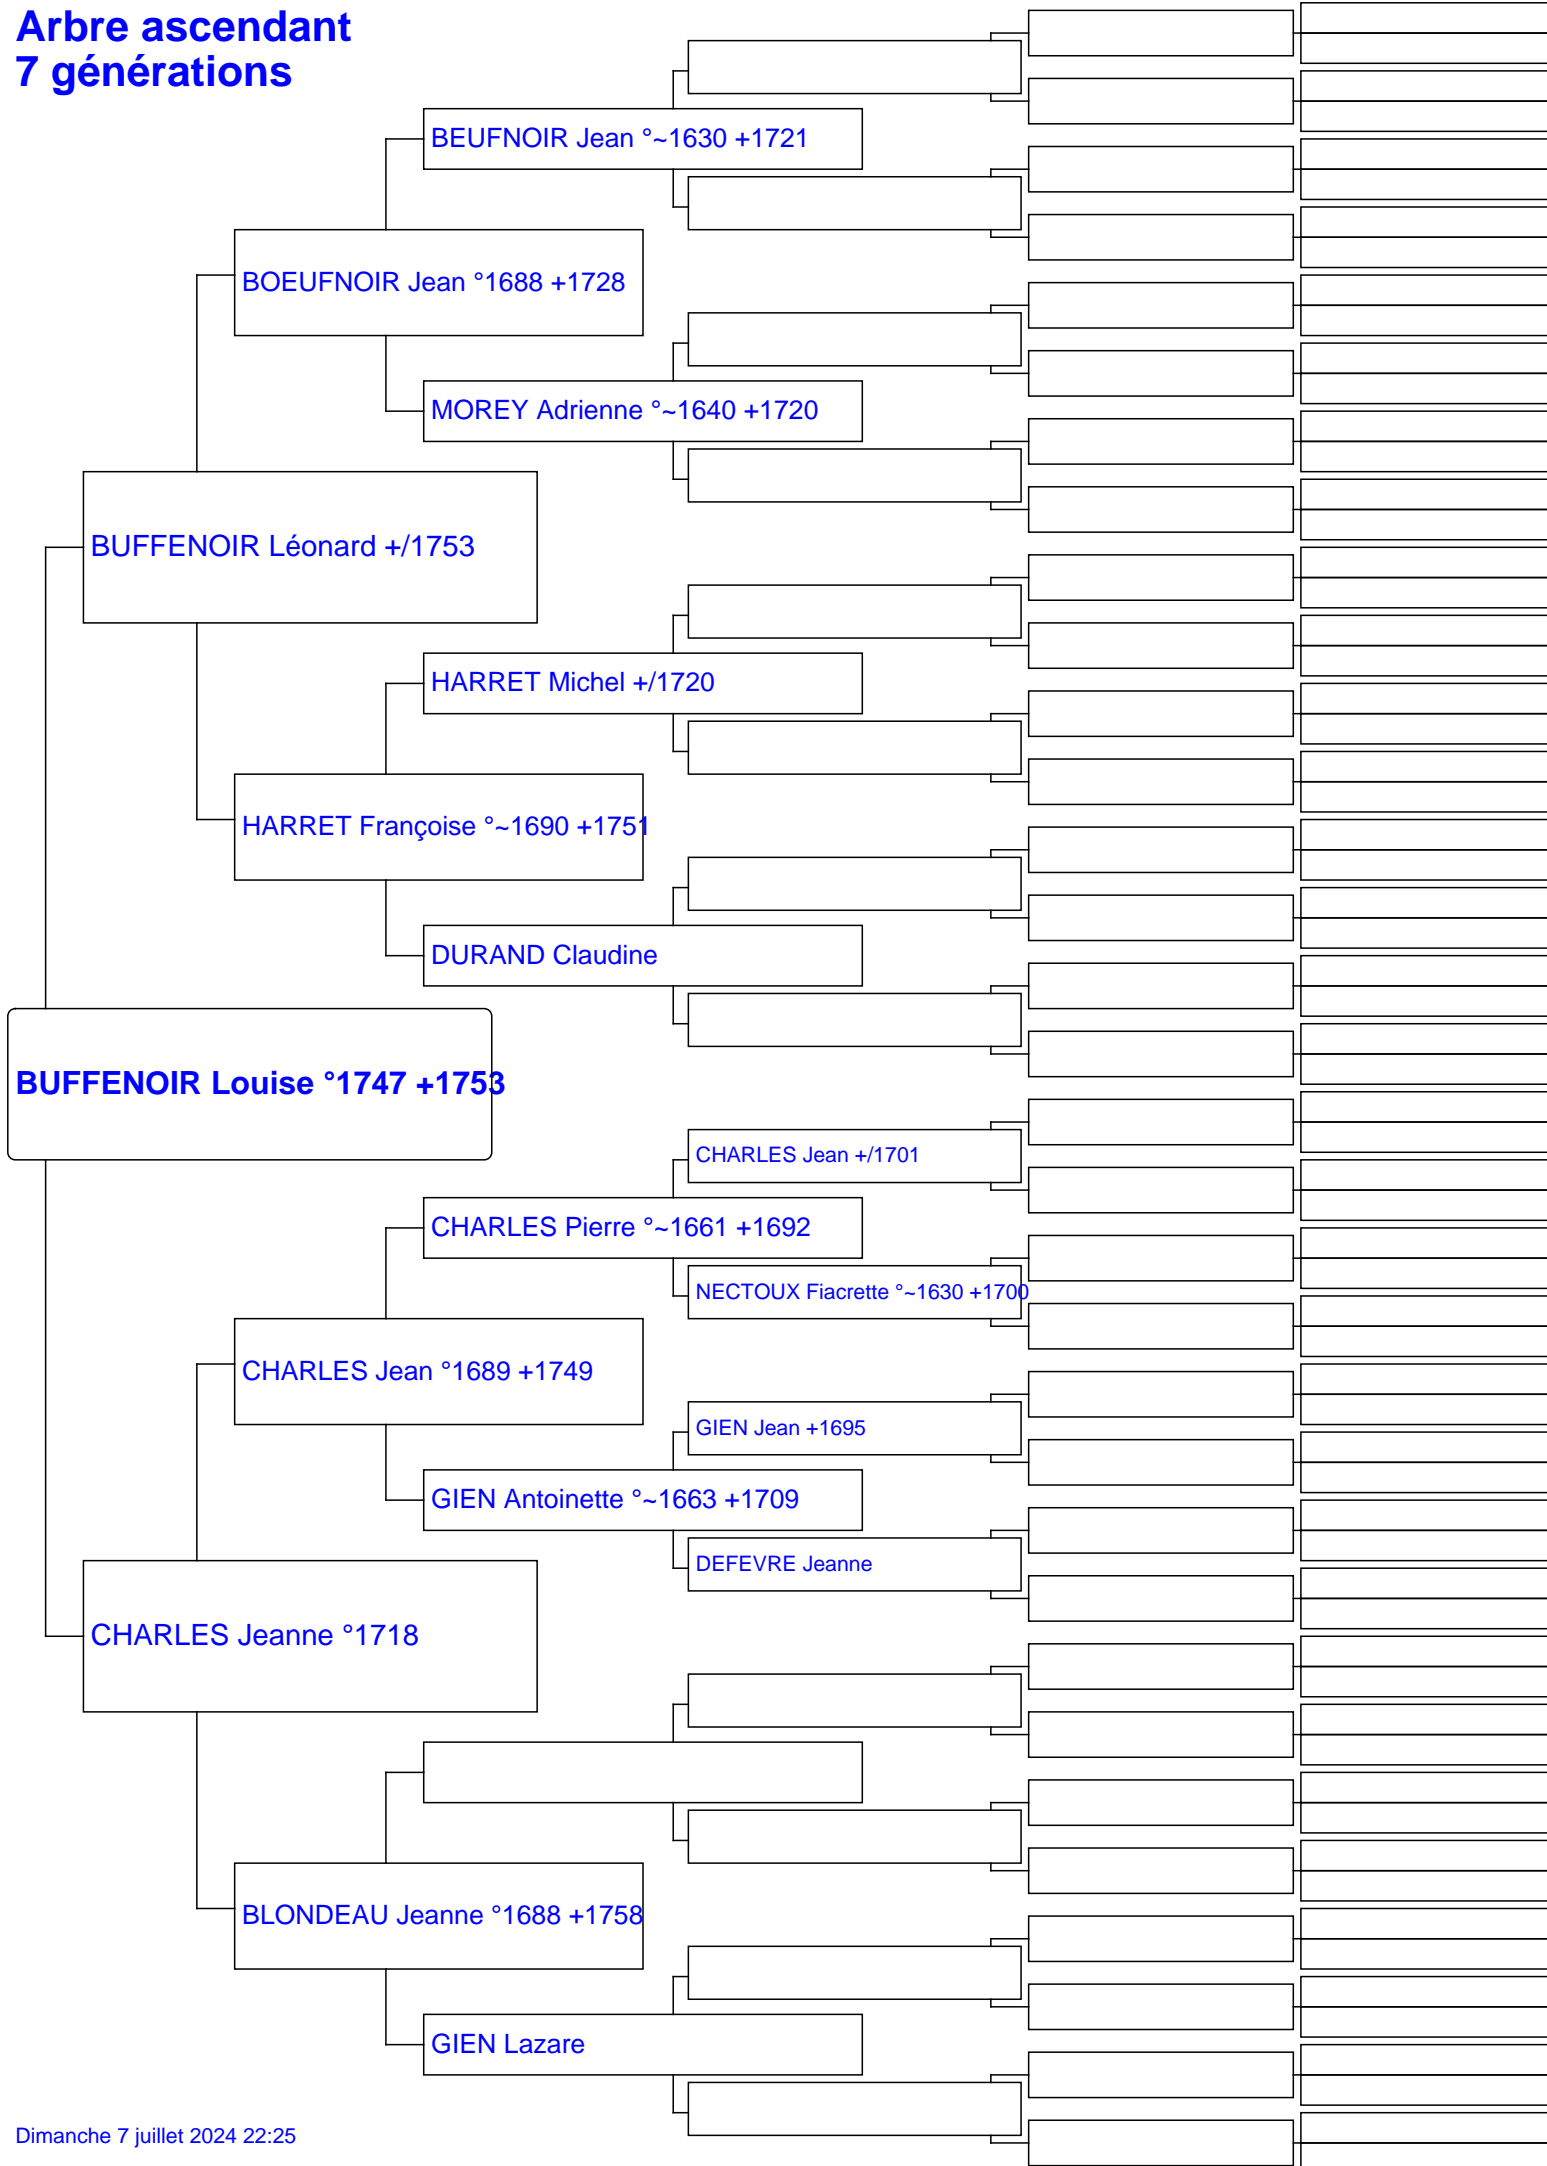 Arbre ascendant
7 générations
BEUFNOIR Jean °~1630 +1721
BOEUFNOIR Jean °1688 +1728
MOREY Adrienne °~1640 +1720
BUFFENOIR Léonard +/1753
HARRET Michel +/1720
HARRET Françoise °~1690 +1751
DURAND Claudine
BUFFENOIR Louise °1747 +1753
CHARLES Jean +/1701
CHARLES Pierre °~1661 +1692
NECTOUX Fiacrette °~1630 +1700
CHARLES Jean °1689 +1749
GIEN Jean +1695
GIEN Antoinette °~1663 +1709
DEFEVRE Jeanne
CHARLES Jeanne °1718
BLONDEAU Jeanne °1688 +1758
GIEN Lazare
Dimanche 7 juillet 2024 22:25